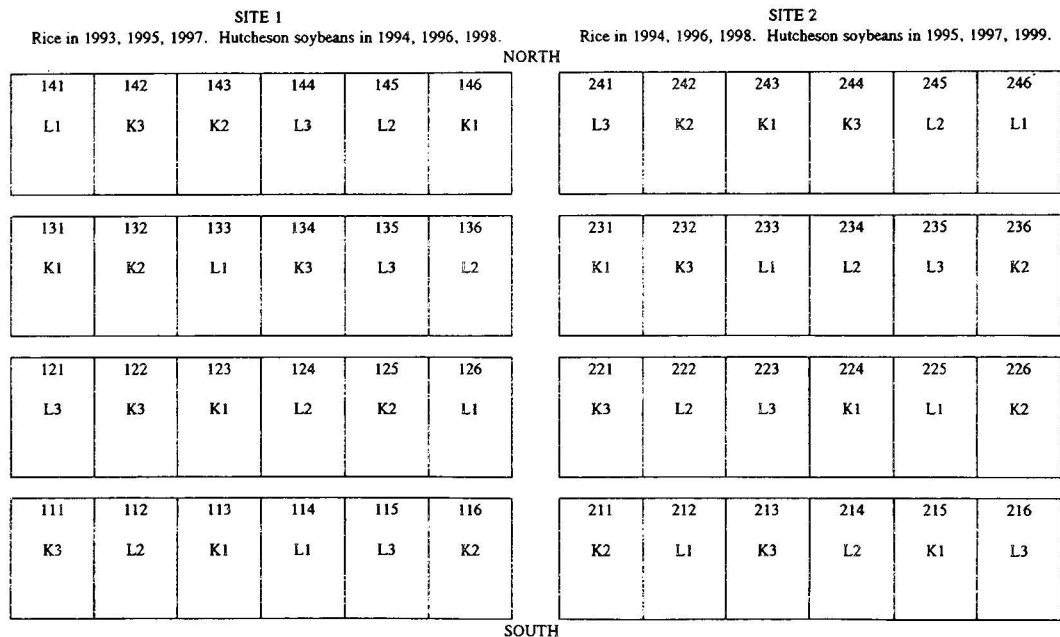 SITE 1
Rice in 1993, 1995, 1997. Hutcheson soybeans in 1994, 1996, 1998.
SITE 2
Rice in 1994, 1996, 1998. Hutcheson soybeans in 1995, 1997, 1999.
NORTH
141 142 143 144 145 146
L1 K3 K2 L3 L2 K1
241 242 243 244 245 246
L3 K2 K1 K3 L2 L1
131 132 133 134 135 136
K1 K2 L1 K3 L3 L2
231 232 233 234 235 236
K1 K3 L1 L2 L3 K2
121 122 123 124 125 126
L3 K3 K1 L2 K2 L1
221 222 223 224 225 226
K3 L2 L3 K1 L1 K2
111 112 113 114 115 116
K3 L2 K1 L1 L3 K2
211 212 213 214 215 216
K2 L1 K3 L2 K1 L3
SOUTH